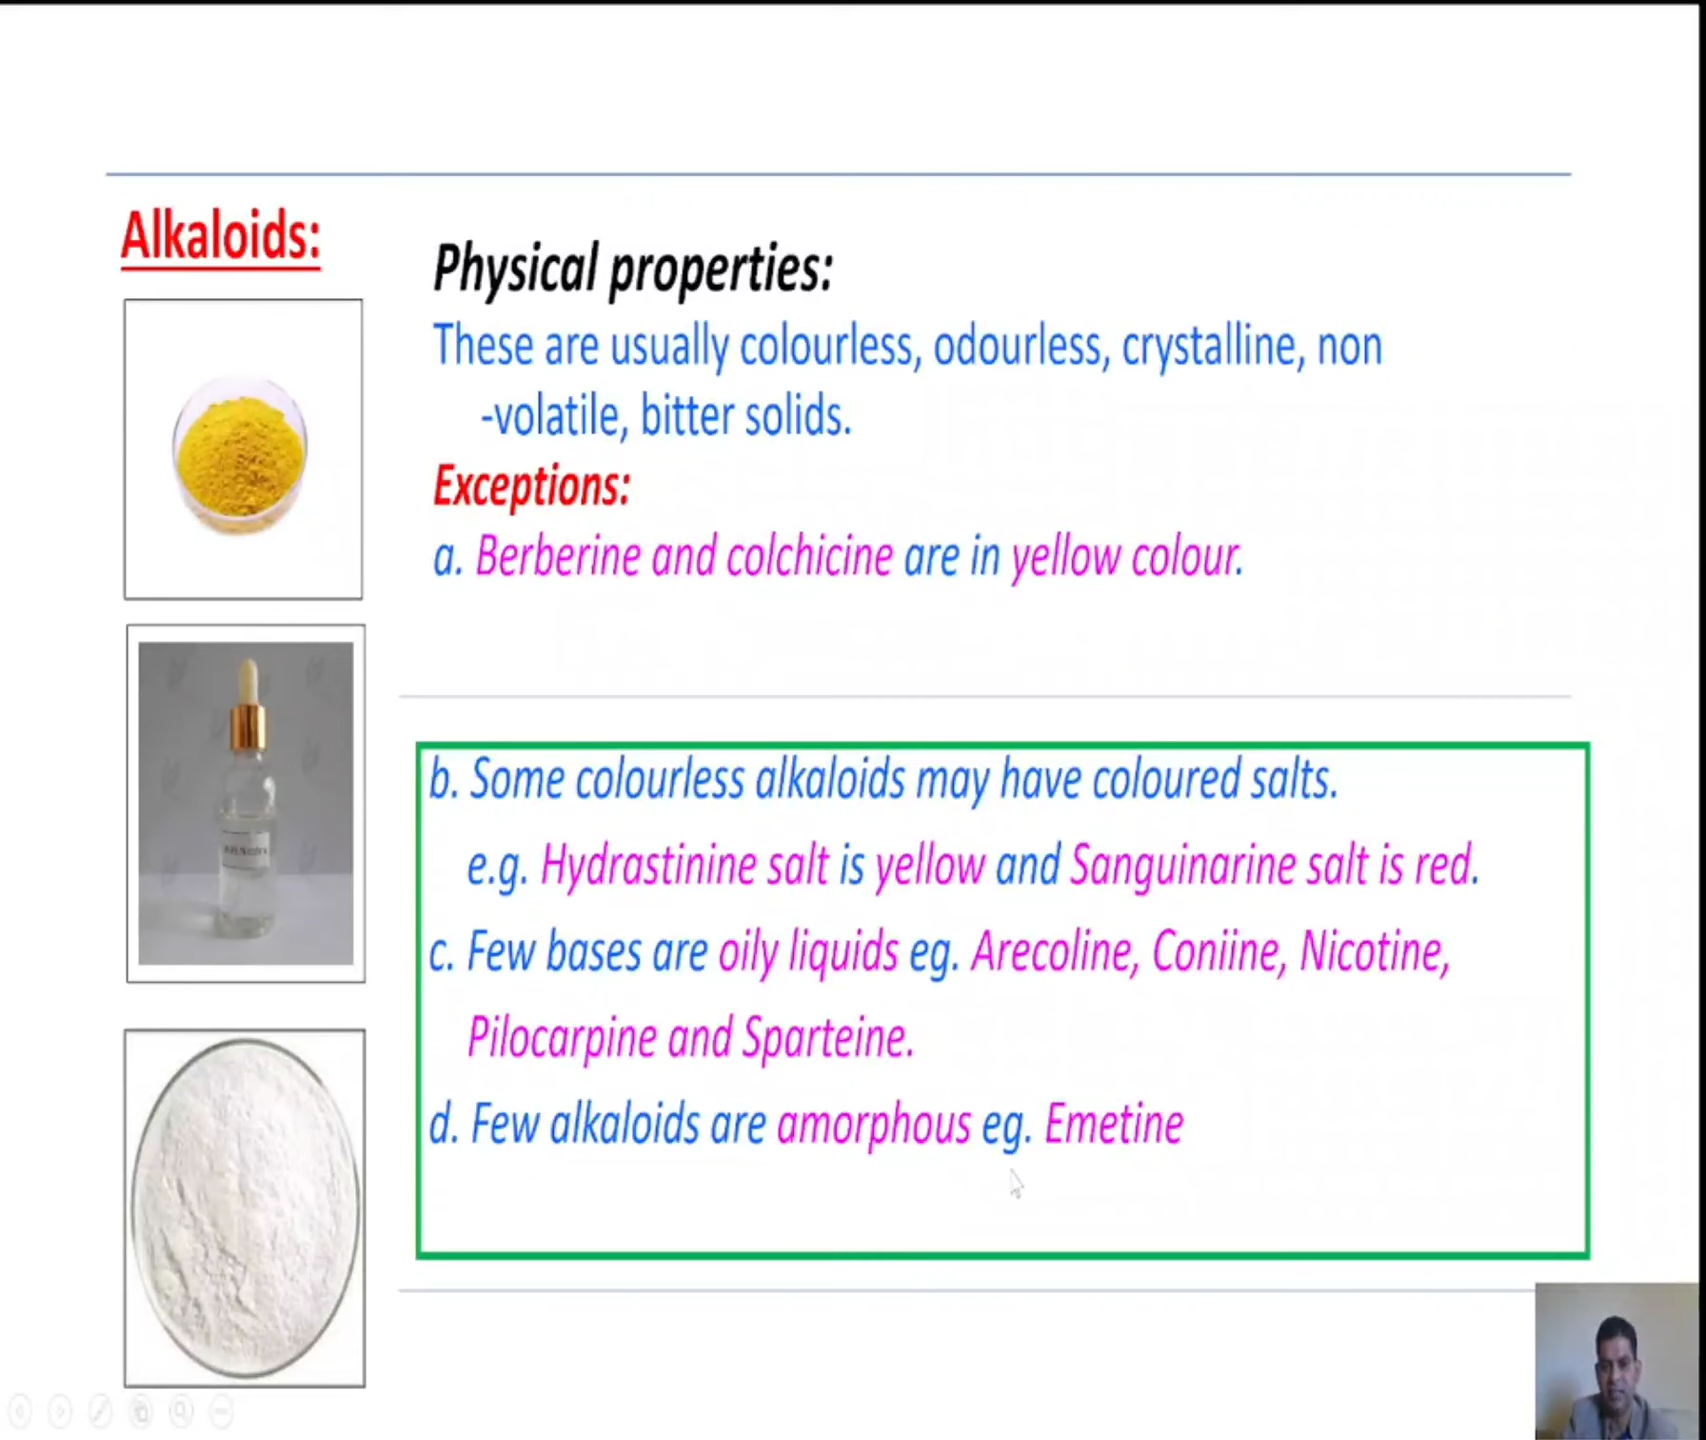 Alkaloids:
Physical properties:
These are usually colourless, odourless, crystalline, non
-volatile, bitter solids.
Exceptions:
a. Berberine and colchicine are in yellow colour.
b. Some colourless alkaloids may have coloured salts.
e.g. Hydrastinine salt is yellow and Sanguinarine salt is red.
c. Few bases are oily liquids eg. Arecoline, Coniine, Nicotine,
Pilocarpine and Sparteine.
d. Few alkaloids are amorphous eg. Emetine